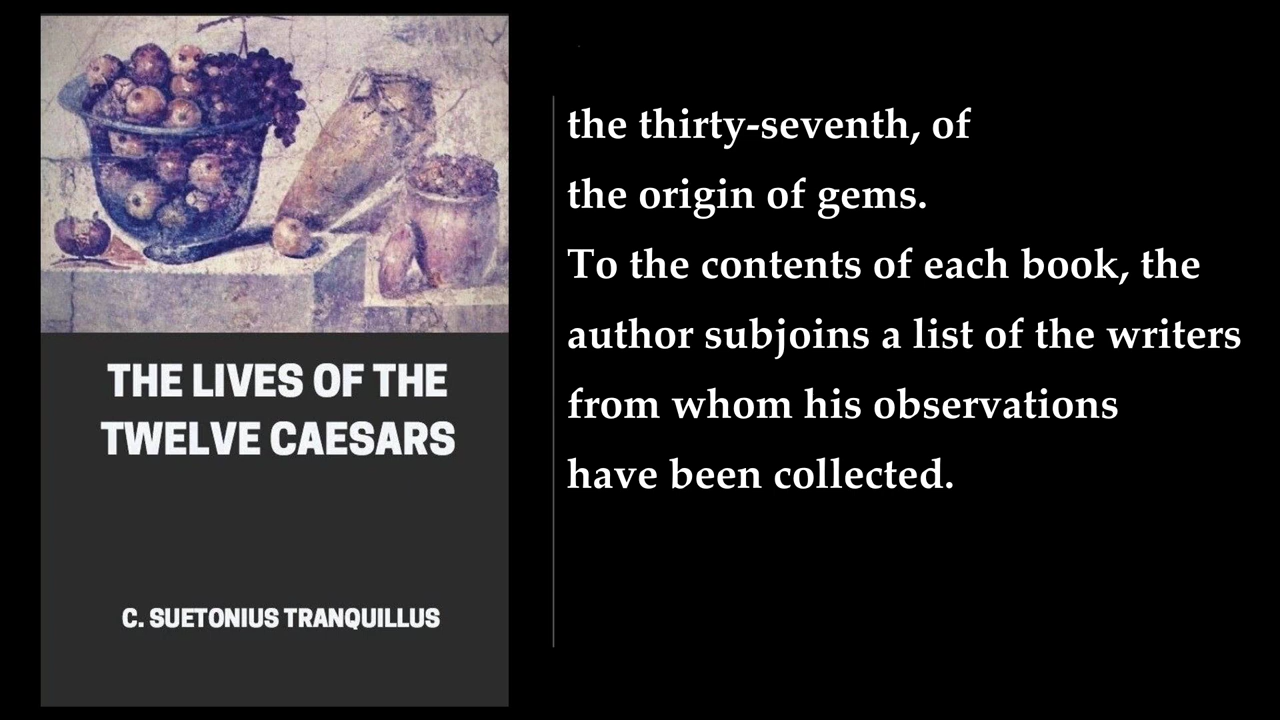 THE LIVES OF THE
TWELVE CAESARS
C. SUETONIUS TRANQUILLUS
the thirty-seventh, of
the origin of gems.
To the contents of each book, the
author subjoins a list of the writers
from whom his observations
have been collected.